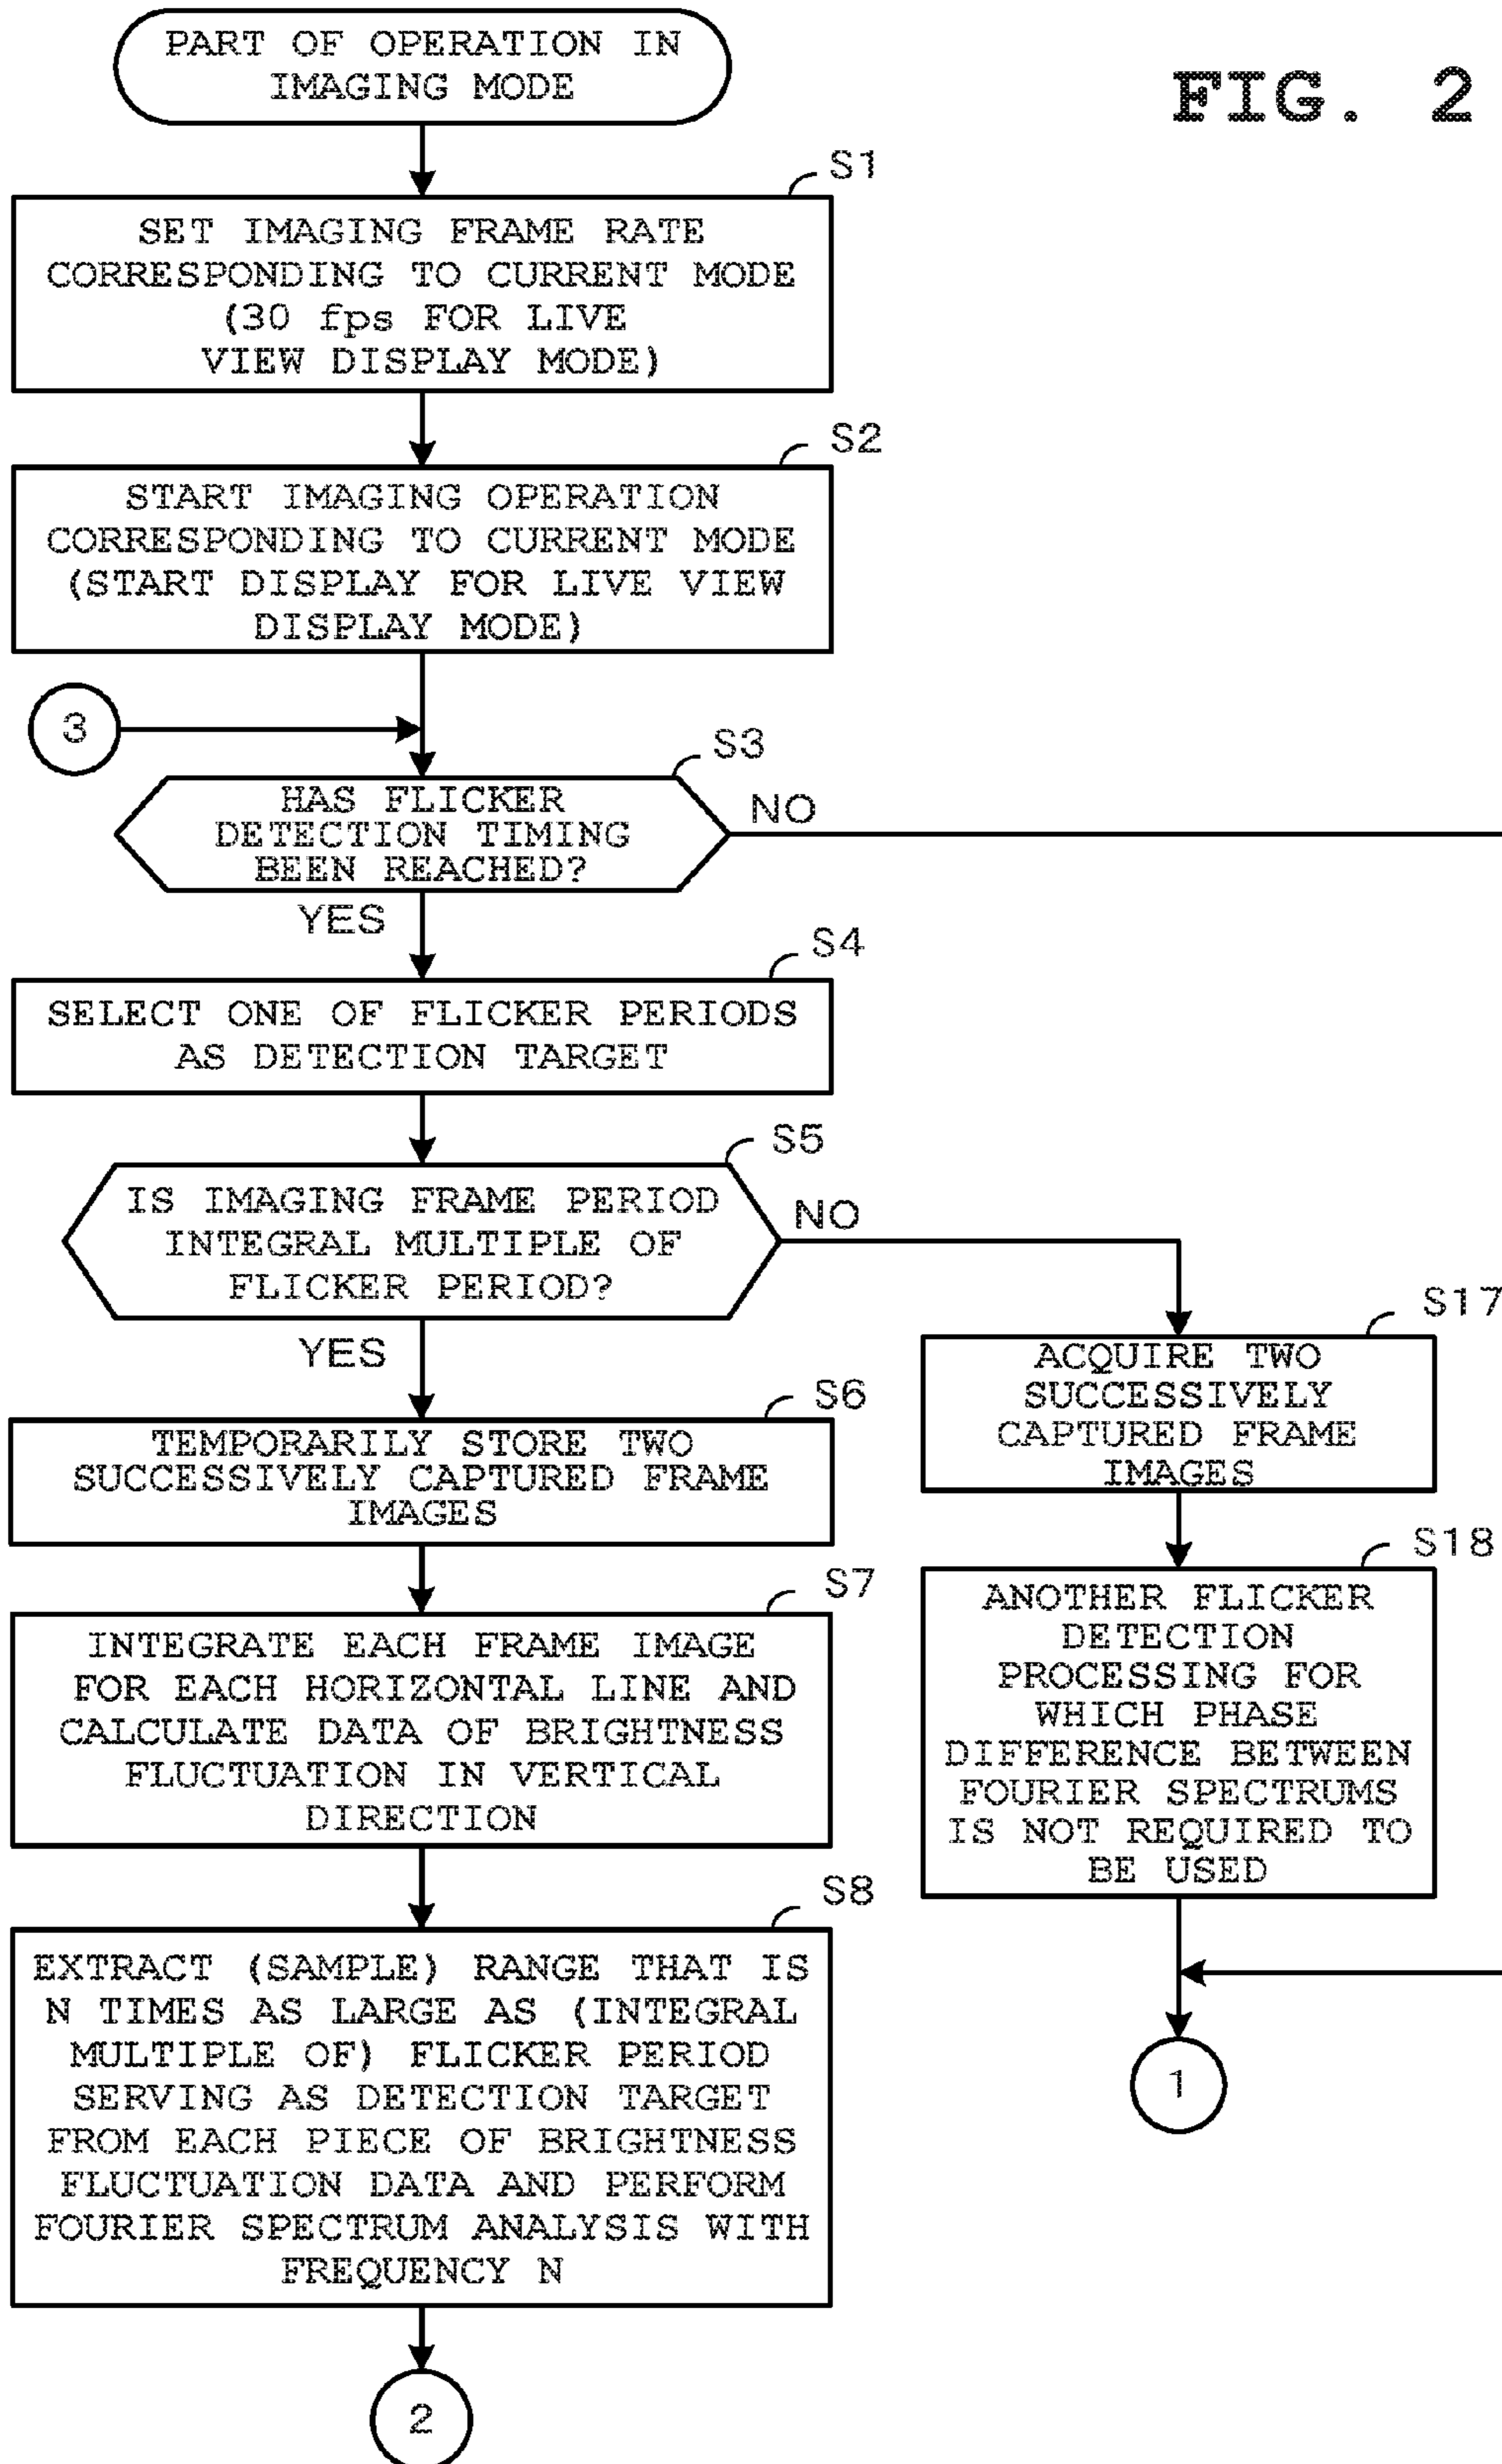 PART OF OPERATION IN
IMAGING MODE
FIG. 2
S1
SET IMAGING FRAME RATE
CORRESPONDING TO CURRENT MODE
(30 fps FOR LIVE
VIEW DISPLAY MODE)
S2
START IMAGING OPERATION
CORRESPONDING TO CURRENT MODE
(START DISPLAY FOR LIVE VIEW
DISPLAY MODE)
3
S3
HAS FLICKER
DETECTION TIMING
BEEN REACHED?
NO
YES
S4
SELECT ONE OF FLICKER PERIODS
AS DETECTION TARGET
S5
IS IMAGING FRAME PERIOD
INTEGRAL MULTIPLE OF
FLICKER PERIOD?
NO
YES
S6
TEMPORARILY STORE TWO
SUCCESSIVELY CAPTURED FRAME
IMAGES
S7
INTEGRATE EACH FRAME IMAGE
FOR EACH HORIZONTAL LINE AND
CALCULATE DATA OF BRIGHTNESS
FLUCTUATION IN VERTICAL
DIRECTION
S8
EXTRACT (SAMPLE) RANGE THAT IS
N TIMES AS LARGE AS (INTEGRAL
MULTIPLE OF) FLICKER PERIOD
SERVING AS DETECTION TARGET
FROM EACH PIECE OF BRIGHTNESS
FLUCTUATION DATA AND PERFORM
FOURIER SPECTRUM ANALYSIS WITH
FREQUENCY N
2
S17
ACQUIRE TWO
SUCCESSIVELY
CAPTURED FRAME
IMAGES
S18
ANOTHER FLICKER
DETECTION
PROCESSING FOR
WHICH PHASE
DIFFERENCE BETWEEN
FOURIER SPECTRUMS
IS NOT REQUIRED TO
BE USED
1